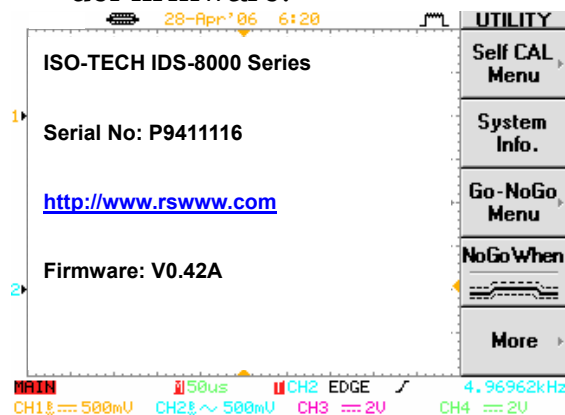 28-Apr'06 6:20
UTILITY
ISO-TECH IDS-8000 Series
Serial No: P9411116
http://www.rswww.com
Firmware: V0.42A
1
2
Self CAL
Menu
System
Info.
Go-NoGo
Menu
NoGo When
More
MAIN M 50us T CH2 EDGE 4.96962kHz
CH1 500mV CH2 500mV CH3 2V CH4 2V